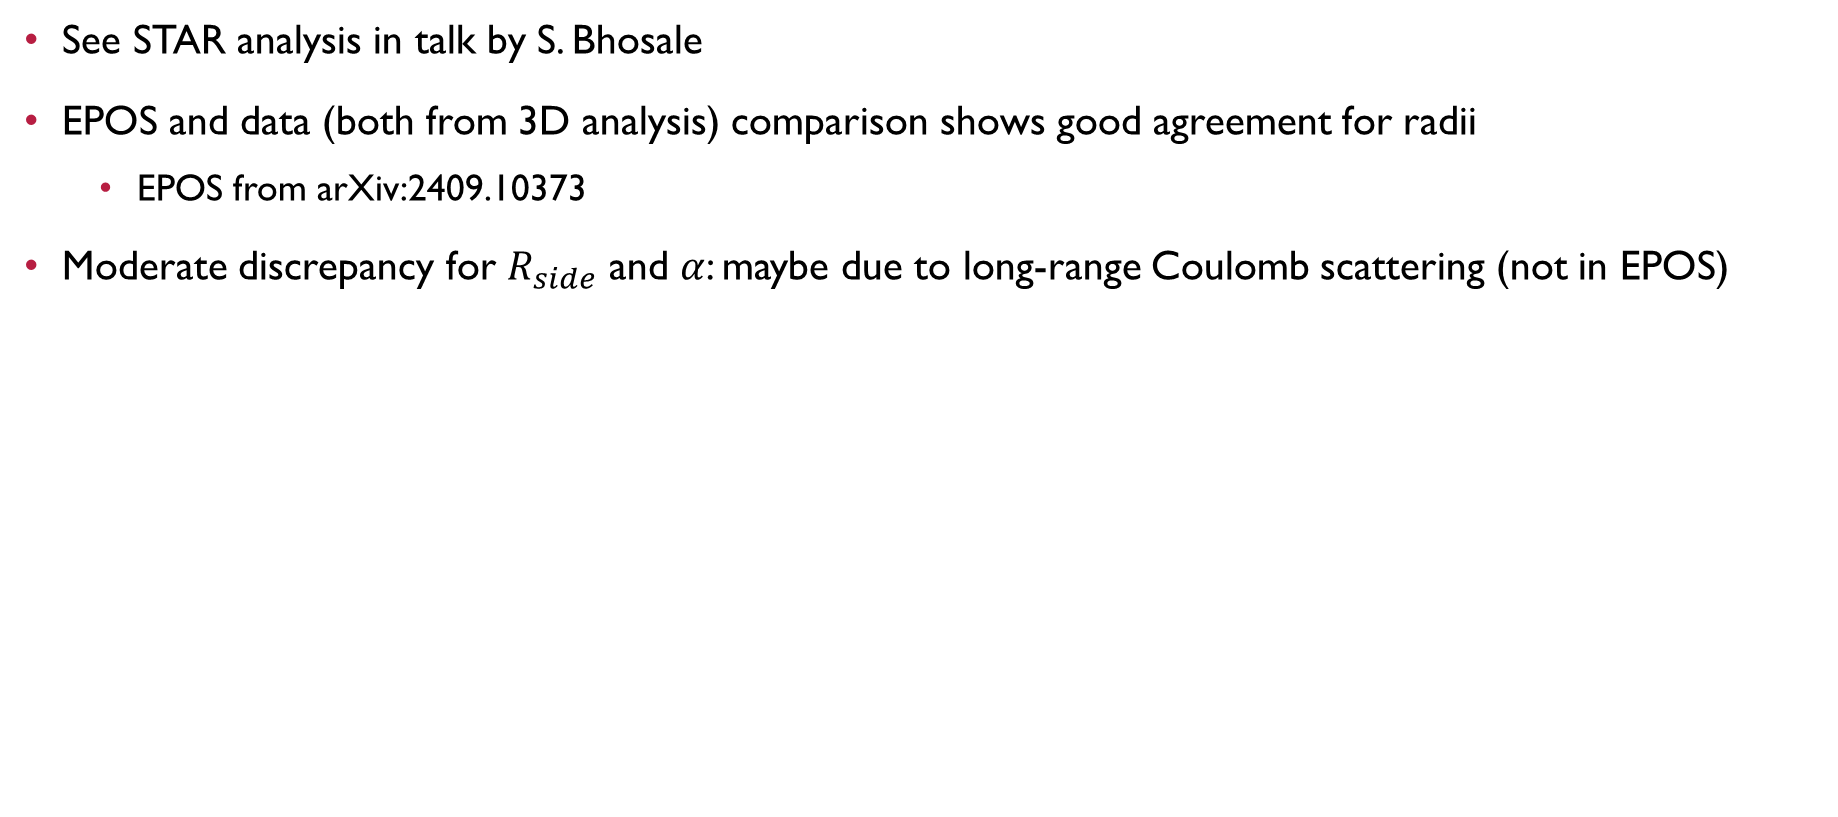 • See STAR analysis in talk by S. Bhosale
• EPOS and data (both from 3D analysis) comparison shows good agreement for radii
• EPOS from arXiv:2409.10373
• Moderate discrepancy for R_side and α: maybe due to long-range Coulomb scattering (not in EPOS)